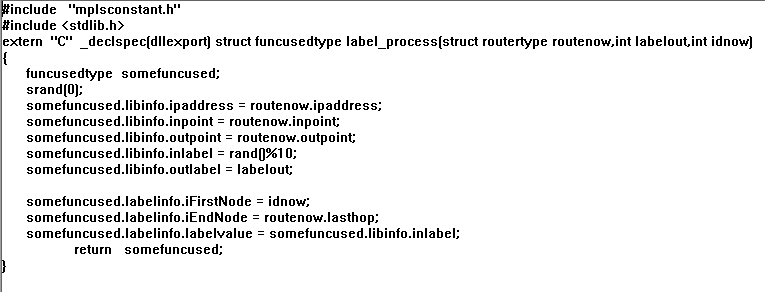 #include   "mplsconstant.h"
#include <stdlib.h>
extern  "C"  _declspec(dllexport) struct funcusedtype label_process(struct routertype routenow,int labelout,int idnow)
{
funcusedtype  somefuncused;
srand(0);
somefuncused.libinfo.ipaddress = routenow.ipaddress;
somefuncused.libinfo.inpoint = routenow.inpoint;
somefuncused.libinfo.outpoint = routenow.outpoint;
somefuncused.libinfo.inlabel = rand()%10;
somefuncused.libinfo.outlabel = labelout;
somefuncused.labelinfo.iFirstNode = idnow;
somefuncused.labelinfo.iEndNode = routenow.lasthop;
somefuncused.labelinfo.labelvalue = somefuncused.libinfo.inlabel;
return   somefuncused;
}